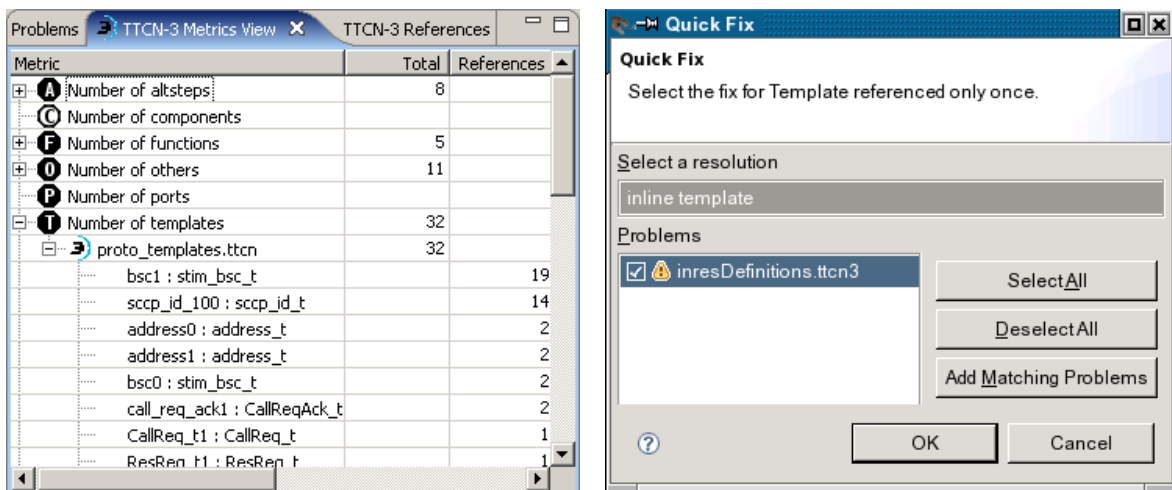 Problems TTCN-3 Metrics View TTCN-3 References
Metric Total References
A Number of altsteps 8
C Number of components
F Number of functions 5
O Number of others 11
P Number of ports
T Number of templates 32
proto_templates.ttcn 32
bsc1 : stim_bsc_t 19
sccp_id_100 : sccp_id_t 14
address0 : address_t 2
address1 : address_t 2
bsc0 : stim_bsc_t 2
call_req_ack1 : CallReqAck_t 2
CallReq_t1 : CallReq_t 1
ResReq_t1 : ResReq_t 1
Quick Fix
Quick Fix
Select the fix for Template referenced only once.
Select a resolution
inline template
Problems
inresDefinitions.ttcn3
Select All
Deselect All
Add Matching Problems
? OK Cancel